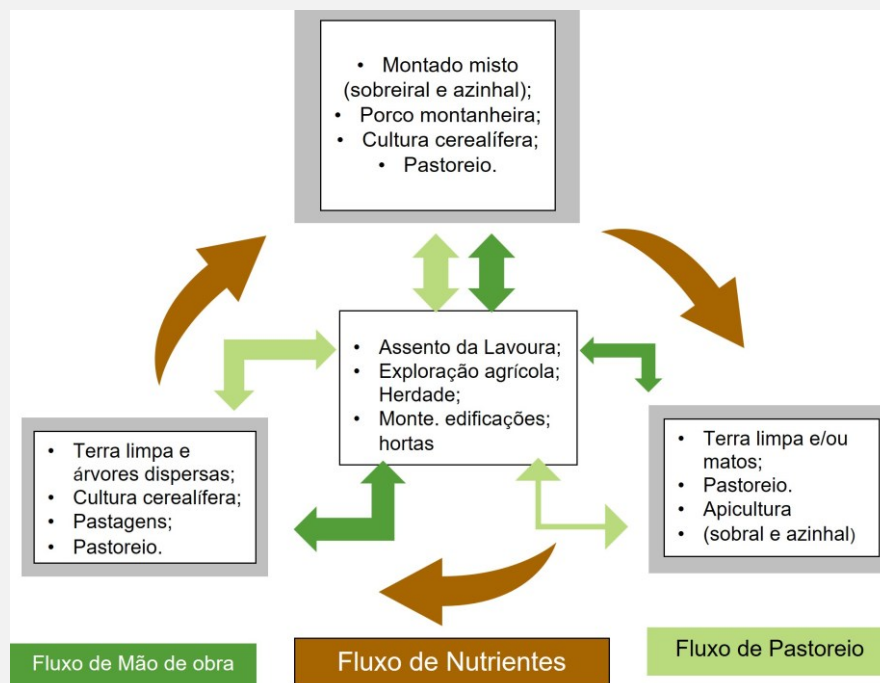 • Montado misto
(sobreiral e azinhal);
• Porco montanheira;
• Cultura cerealífera;
• Pastoreio.
• Assento da Lavoura;
• Exploração agrícola;
Herdade;
• Monte. edificações;
hortas
• Terra limpa e
árvores dispersas;
• Cultura cerealífera;
• Pastagens;
• Pastoreio.
• Terra limpa e/ou
matos;
• Pastoreio.
• Apicultura
• (sobral e azinhal)
Fluxo de Mão de obra
Fluxo de Nutrientes
Fluxo de Pastoreio